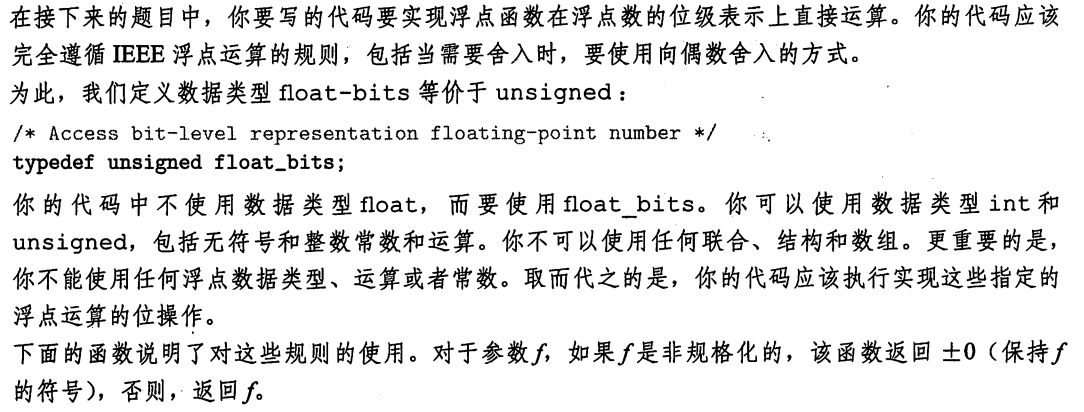 在接下来的题目中，你要写的代码要实现浮点函数在浮点数的位级表示上直接运算。你的代码应该
完全遵循 IEEE 浮点运算的规则，包括当需要舍入时，要使用向偶数舍入的方式。
为此，我们定义数据类型 float-bits 等价于 unsigned：
/* Access bit-level representation floating-point number */
typedef unsigned float_bits;
你的代码中不使用数据类型 float，而要使用 float_bits。你可以使用数据类型 int 和
unsigned，包括无符号和整数常数和运算。你不可以使用任何联合、结构和数组。更重要的是，
你不能使用任何浮点数据类型、运算或者常数。取而代之的是，你的代码应该执行实现这些指定的
浮点运算的位操作。
下面的函数说明了对这些规则的使用。对于参数f，如果f是非规格化的，该函数返回 ±0（保持f
的符号），否则，返回f。